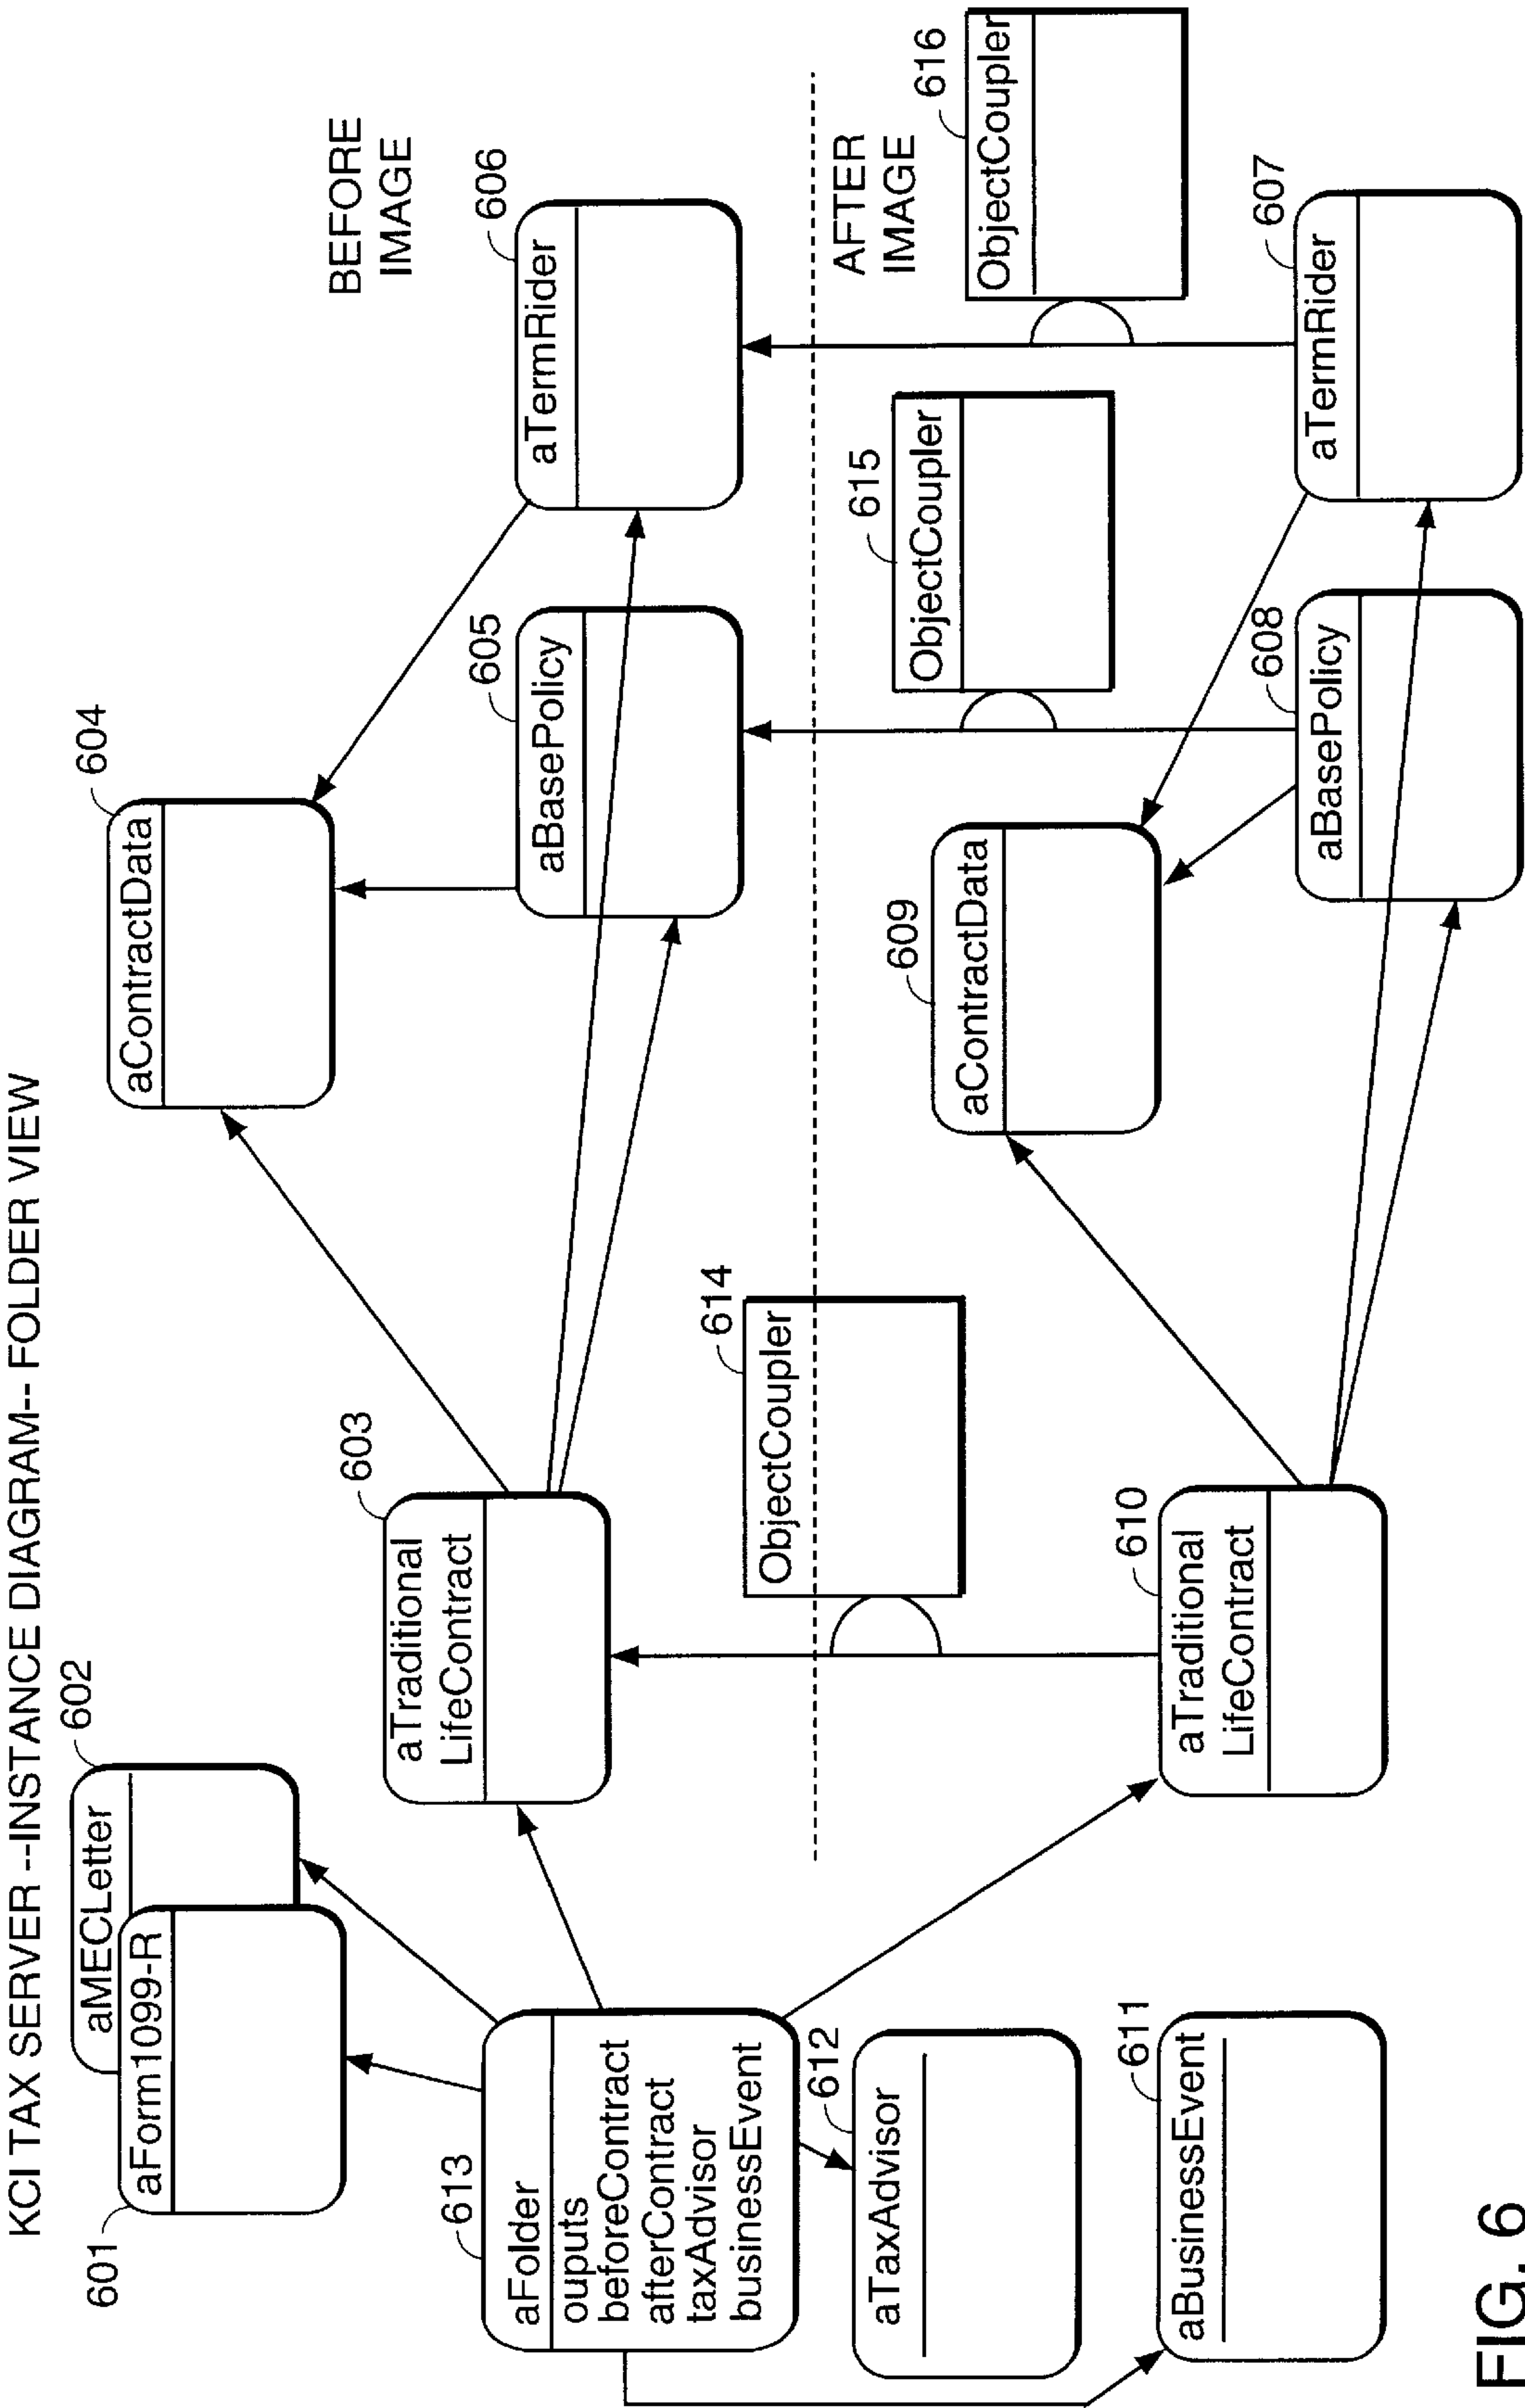 KCI TAX SERVER --INSTANCE DIAGRAM-- FOLDER VIEW
601
aForm1099-R
aMECLetter
602
613
aFolder
ouputs
beforeContract
afterContract
taxAdvisor
businessEvent
612
aTaxAdvisor
611
aBusinessEvent
603
aTraditional
LifeContract
604
aContractData
605
aBasePolicy
606
aTermRider
BEFORE
IMAGE
AFTER
IMAGE
614
ObjectCoupler
615
ObjectCoupler
616
ObjectCoupler
610
aTraditional
LifeContract
609
aContractData
608
aBasePolicy
607
aTermRider
FIG. 6